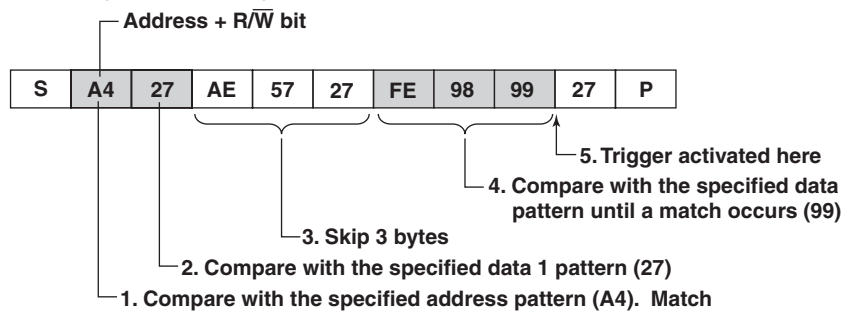 Address + R/W̅ bit
S A4 27 AE 57 27 FE 98 99 27 P
5. Trigger activated here
4. Compare with the specified data
pattern until a match occurs (99)
3. Skip 3 bytes
2. Compare with the specified data 1 pattern (27)
1. Compare with the specified address pattern (A4). Match